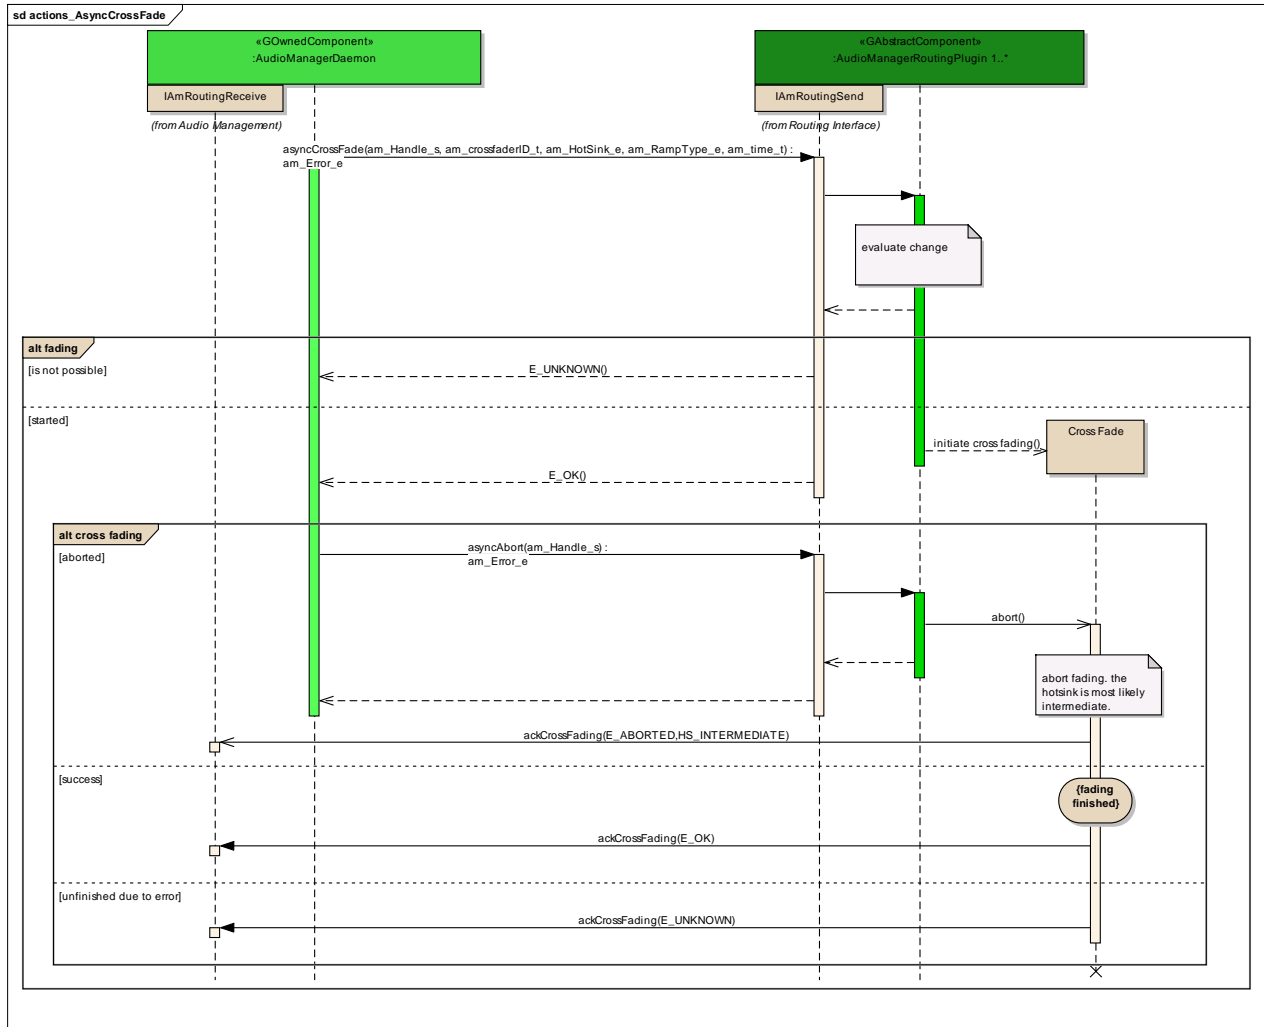 sd actions_AsyncCrossFade
«GOwnedComponent»
:AudioManagerDaemon
«GAbstractComponent»
:AudioManagerRoutingPlugin 1..*
IAmRoutingReceive
IAmRoutingSend
(from Audio Management)
(from Routing Interface)
asyncCrossFade(am_Handle_s, am_crossfaderID_t, am_HotSink_e, am_RampType_e, am_time_t) :
am_Error_e
evaluate change
alt fading
[is not possible]
E_UNKNOWN()
[started]
Cross Fade
initiate cross fading()
E_OK()
alt cross fading
[aborted]
asyncAbort(am_Handle_s) :
am_Error_e
abort()
abort fading. the
hotsink is most likely
intermediate.
ackCrossFading(E_ABORTED,HS_INTERMEDIATE)
[success]
{fading
finished}
ackCrossFading(E_OK)
[unfinished due to error]
ackCrossFading(E_UNKNOWN)